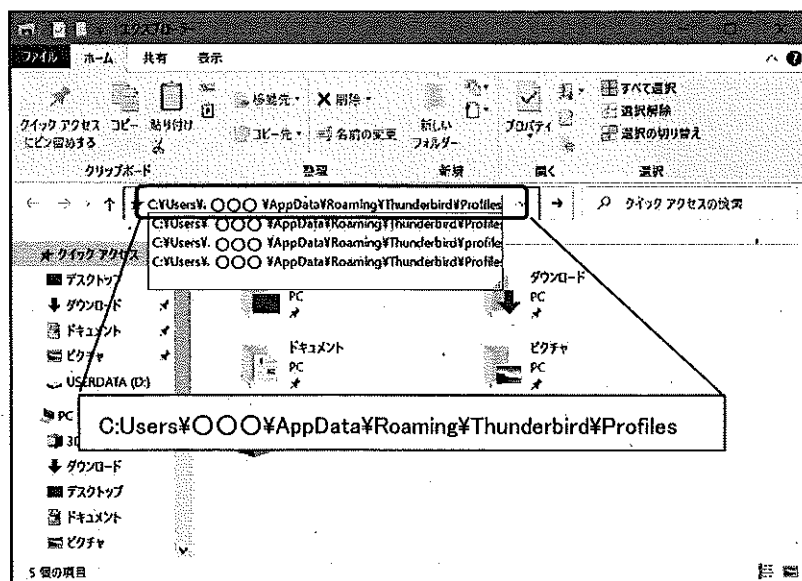 エクスプローラー
ファイル ホーム 共有 表示
クイック アクセス
にピン留めする
コピー
貼り付け
移動先
削除
コピー先
名前の変更
新しい
フォルダー
プロパティ
すべて選択
選択解除
選択の切り替え
クリップボード 整理 新規 開く 選択
C:¥Users¥. ○○○ ¥AppData¥Roaming¥Thunderbird¥Profiles
クイック アクセスの検索
C:¥Users¥. ○○○ ¥AppData¥Roaming¥Thunderbird¥Profile
C:¥Users¥. ○○○ ¥AppData¥Roaming¥Thunderbird¥profile
C:¥Users¥. ○○○ ¥AppData¥Roaming¥Thunderbird¥Profile
クイック アクセス
デスクトップ
ダウンロード
ドキュメント
ピクチャ
USERDATA (D:)
PC
3D
ダウンロード
デスクトップ
ドキュメント
ピクチャ
PC
ダウンロード
PC
ドキュメント
PC
ピクチャ
PC
C:Users¥○○○¥AppData¥Roaming¥Thunderbird¥Profiles
5 個の項目